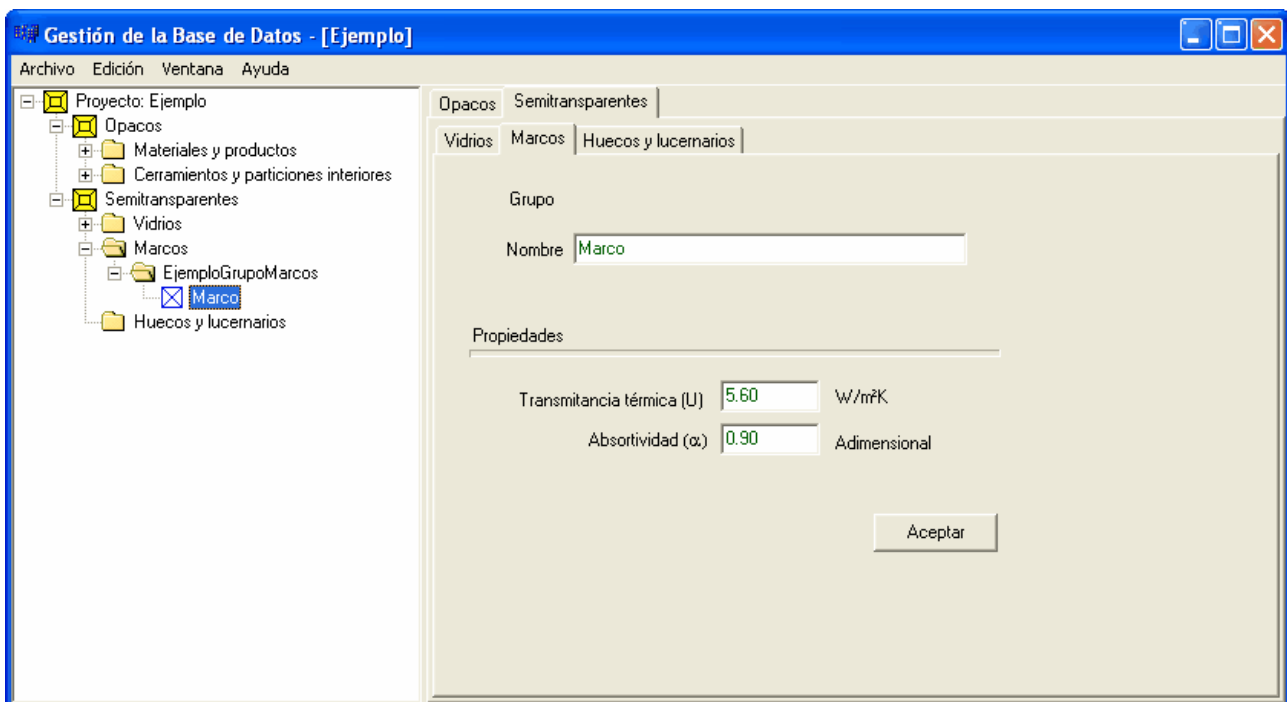 Gestión de la Base de Datos - [Ejemplo]
Archivo Edición Ventana Ayuda
Proyecto: Ejemplo
Opacos
Materiales y productos
Cerramientos y particiones interiores
Semitransparentes
Vidrios
Marcos
EjemploGrupoMarcos
Marco
Huecos y lucernarios
Opacos Semitransparentes
Vidrios Marcos Huecos y lucernarios
Grupo
Nombre Marco
Propiedades
Transmitancia térmica (U) 5.60 W/m²K
Absortividad (α) 0.90 Adimensional
Aceptar